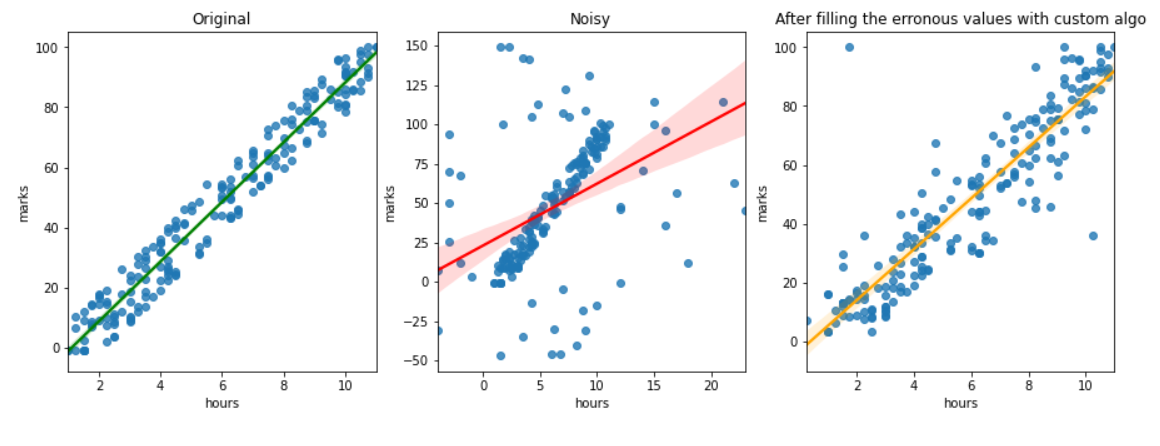 Original
100
80
60
40
20
0
marks
2 4 6 8 10
hours
Noisy
150
125
100
75
50
25
0
−25
−50
marks
0 5 10 15 20
hours
After filling the erronous values with custom algo
100
80
60
40
20
0
marks
2 4 6 8 10
hours